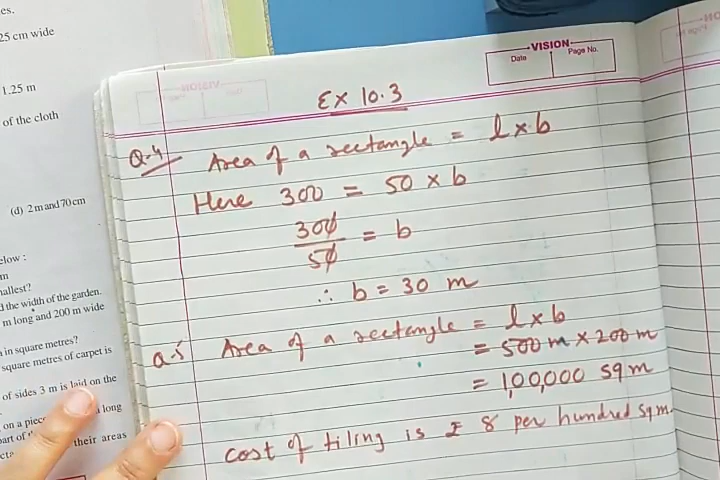 es.
25 cm wide
1.25 m
of the cloth
(d) 2 m and 70 cm
elow :
m
nallest?
d the width of the garden.
m long and 200 m wide
in square metres?
square metres of carpet is
of sides 3 m is laid on the
on a piec
long
part of
their areas
VISION
Date
Page No.
Ex 10.3
Q.4 Area of a rectangle = l x b
Here 300 = 50 x b
300/50 = b
∴ b = 30 m
Q.5 Area of a rectangle = l x b
= 500 m x 200 m
= 1,00,000 sq m
Cost of tiling is ₹ 8 per hundred sq m.